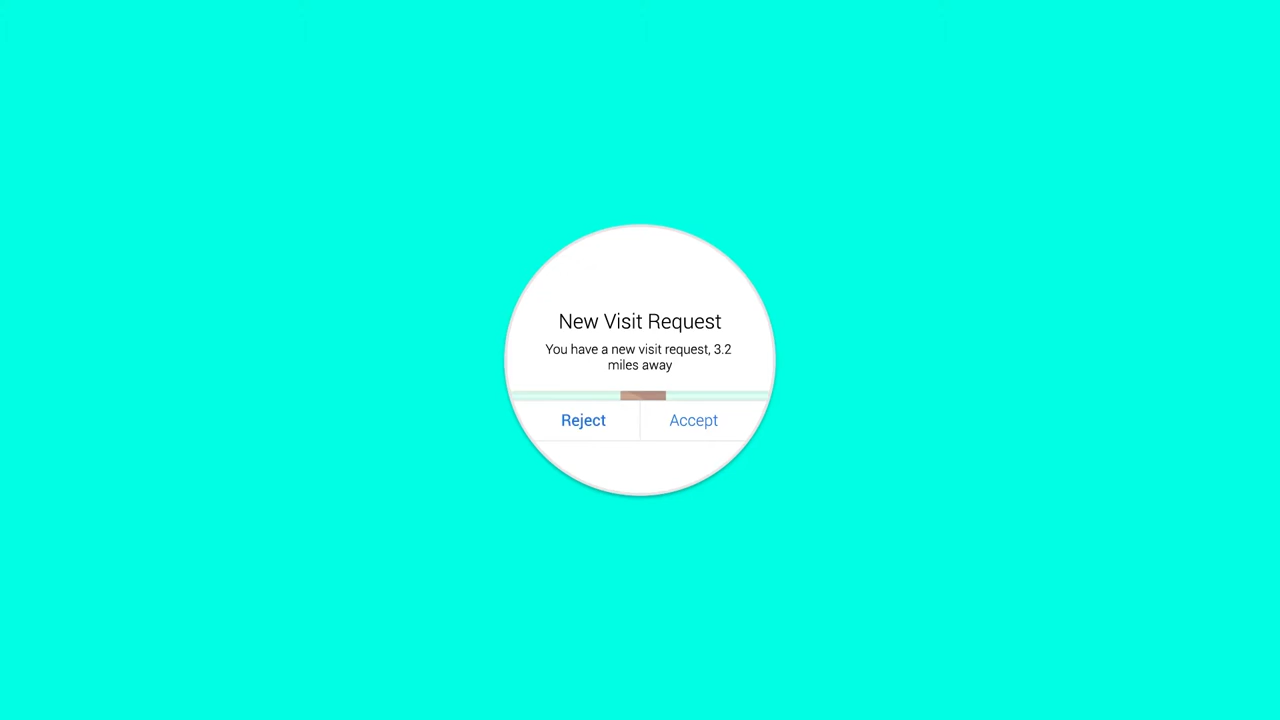 New Visit Request
You have a new visit request, 3.2
miles away
Reject Accept